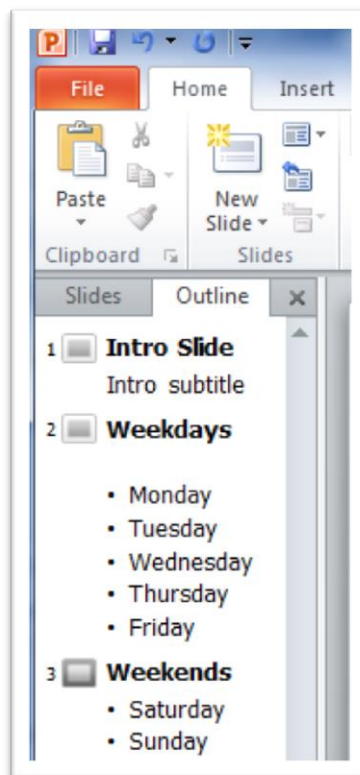 P
File Home Insert
Paste
New
Slide
Clipboard Slides
Slides Outline
1 Intro Slide
Intro subtitle
2 Weekdays
• Monday
• Tuesday
• Wednesday
• Thursday
• Friday
3 Weekends
• Saturday
• Sunday